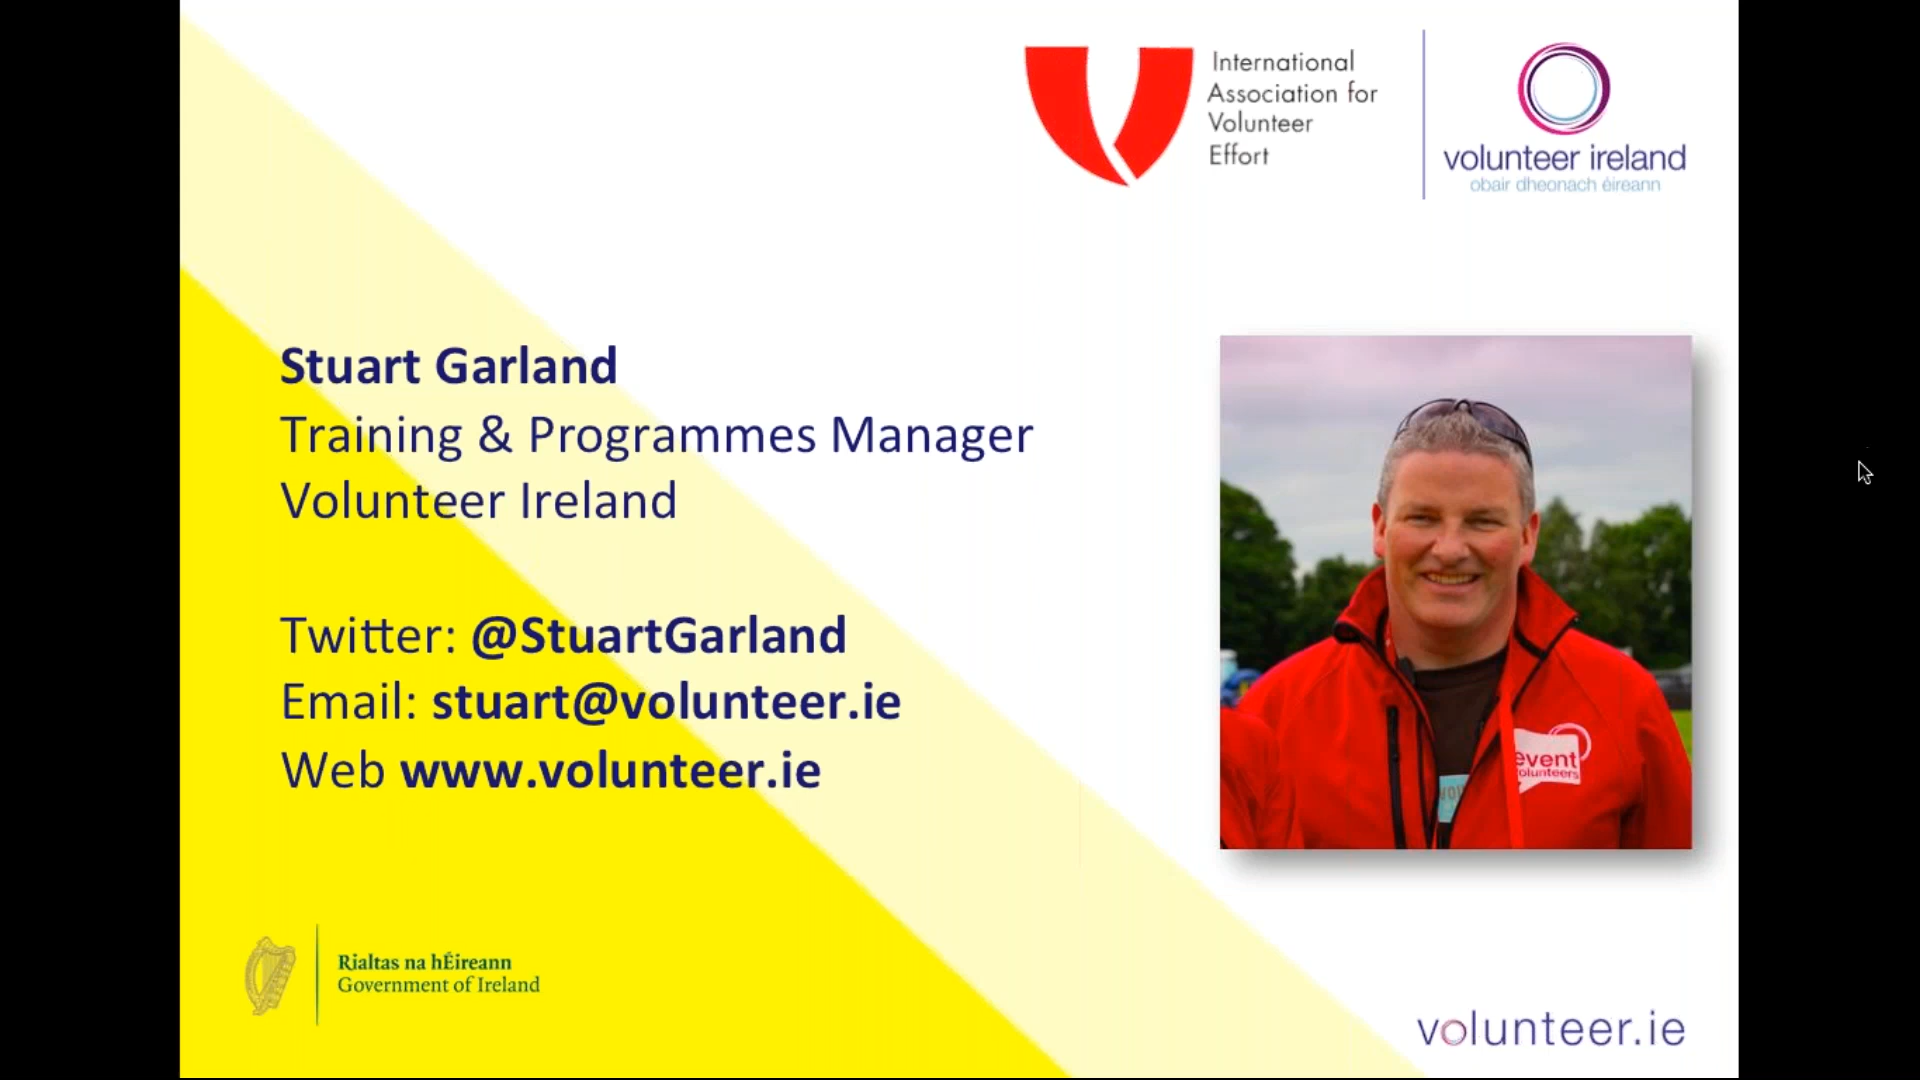 International
Association for
Volunteer
Effort
volunteer ireland
obair dheonach éireann
Stuart Garland
Training & Programmes Manager
Volunteer Ireland
Twitter: @StuartGarland
Email: stuart@volunteer.ie
Web www.volunteer.ie
event
volunteers
Rialtas na hÉireann
Government of Ireland
volunteer.ie